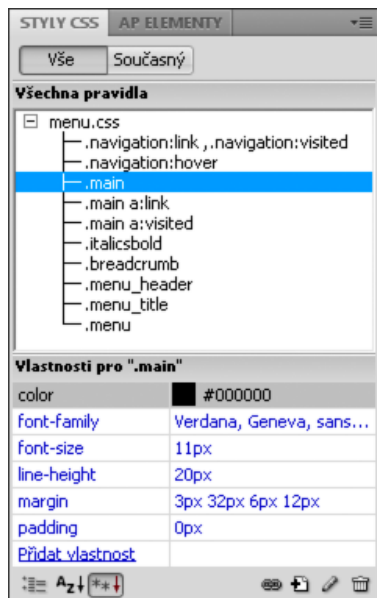 STYLY CSS AP ELEMENTY
Vše Současný
Všechna pravidla
menu.css
.navigation:link ,.navigation:visited
.navigation:hover
.main
.main a:link
.main a:visited
.italicsbold
.breadcrumb
.menu_header
.menu_title
.menu
Vlastnosti pro ".main"
color #000000
font-family Verdana, Geneva, sans...
font-size 11px
line-height 20px
margin 3px 32px 6px 12px
padding 0px
Přidat vlastnost
Az↓ **↓